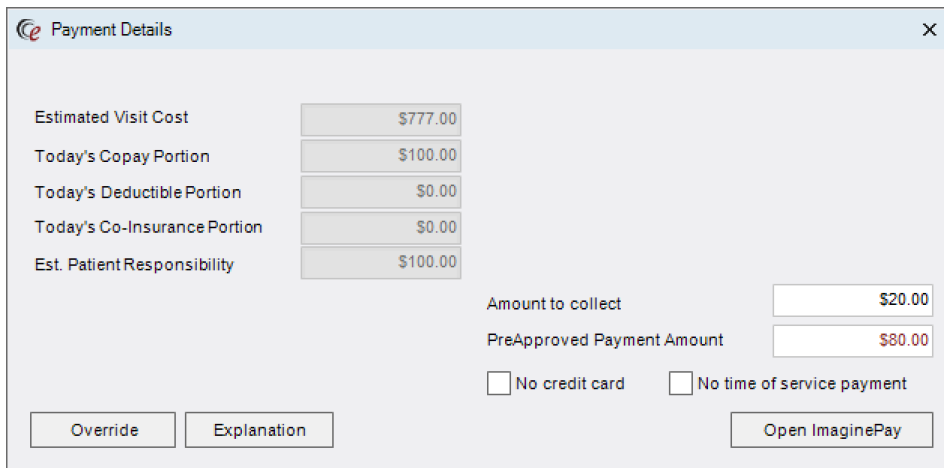 Payment Details
Estimated Visit Cost $777.00
Today's Copay Portion $100.00
Today's Deductible Portion $0.00
Today's Co-Insurance Portion $0.00
Est. Patient Responsibility $100.00
Amount to collect $20.00
PreApproved Payment Amount $80.00
No credit card No time of service payment
Override Explanation Open ImaginePay